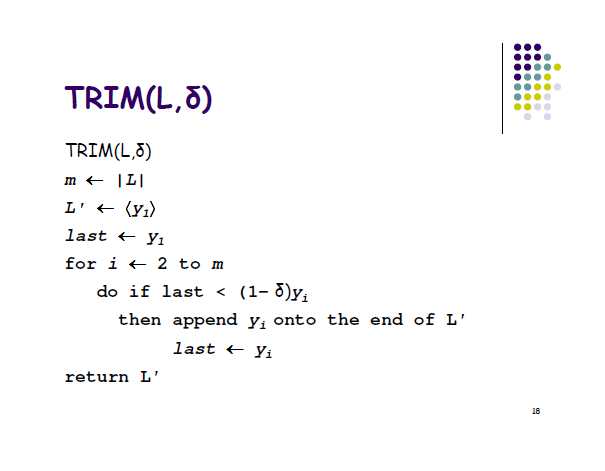 TRIM(L,δ)
TRIM(L,δ)
m ← |L|
L' ← ⟨y₁⟩
last ← y₁
for i ← 2 to m
do if last < (1– δ)yᵢ
then append yᵢ onto the end of L'
last ← yᵢ
return L'
18